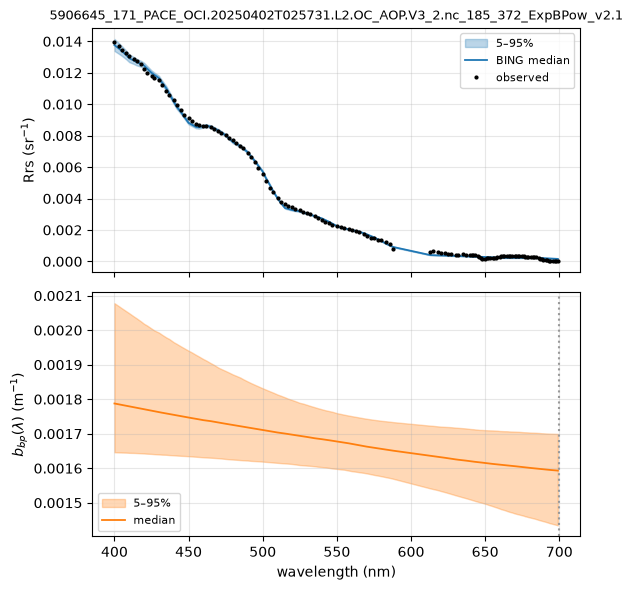 5906645_171_PACE_OCI.20250402T025731.L2.OC_AOP.V3_2.nc_185_372_ExpBPow_v2.1
0.014
0.012
0.010
0.008
0.006
0.004
0.002
0.000
Rrs (sr⁻¹)
5–95%
BING median
observed
0.0021
0.0020
0.0019
0.0018
0.0017
0.0016
0.0015
b_bp(λ) (m⁻¹)
5–95%
median
400 450 500 550 600 650 700
wavelength (nm)